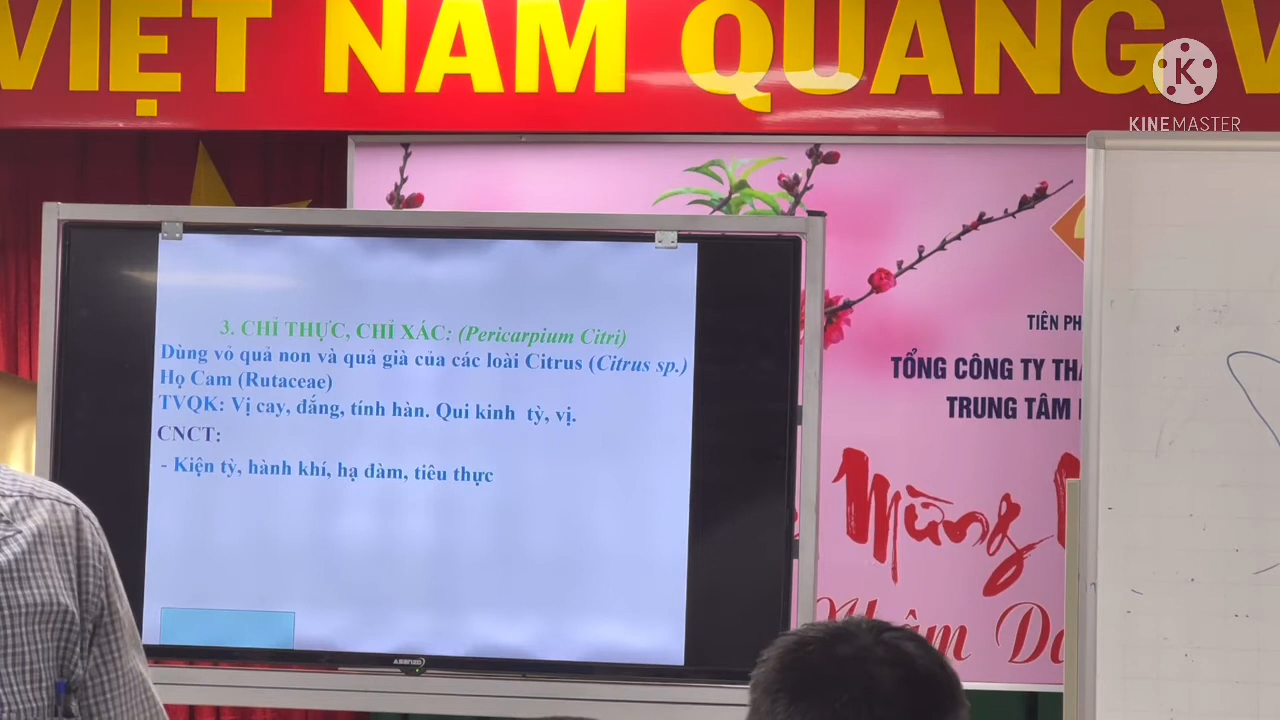 VIỆT NAM QUANG
KINEMASTER
3. CHỈ THỰC, CHỈ XÁC: (Pericarpium Citri)
Dùng vỏ quả non và quả già của các loài Citrus (Citrus sp.)
Họ Cam (Rutaceae)
TVQK: Vị cay, đắng, tính hàn. Qui kinh tỳ, vị.
CNCT:
- Kiện tỳ, hành khí, hạ đàm, tiêu thực
ASANZO
TIÊN PH
TỔNG CÔNG TY THA
TRUNG TÂM
Mừng